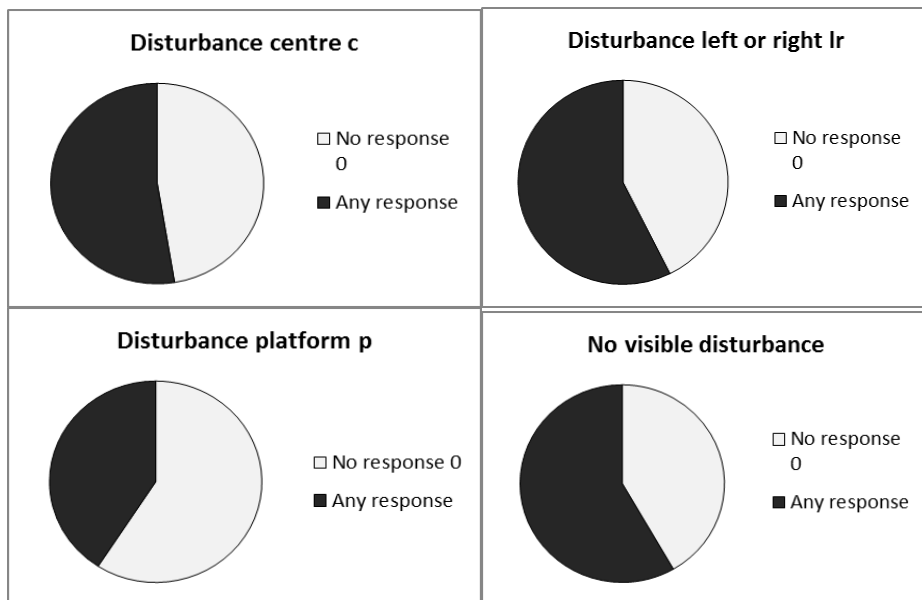 Disturbance centre c
No response
0
Any response
Disturbance left or right lr
No response
0
Any response
Disturbance platform p
No response 0
Any response
No visible disturbance
No response
0
Any response